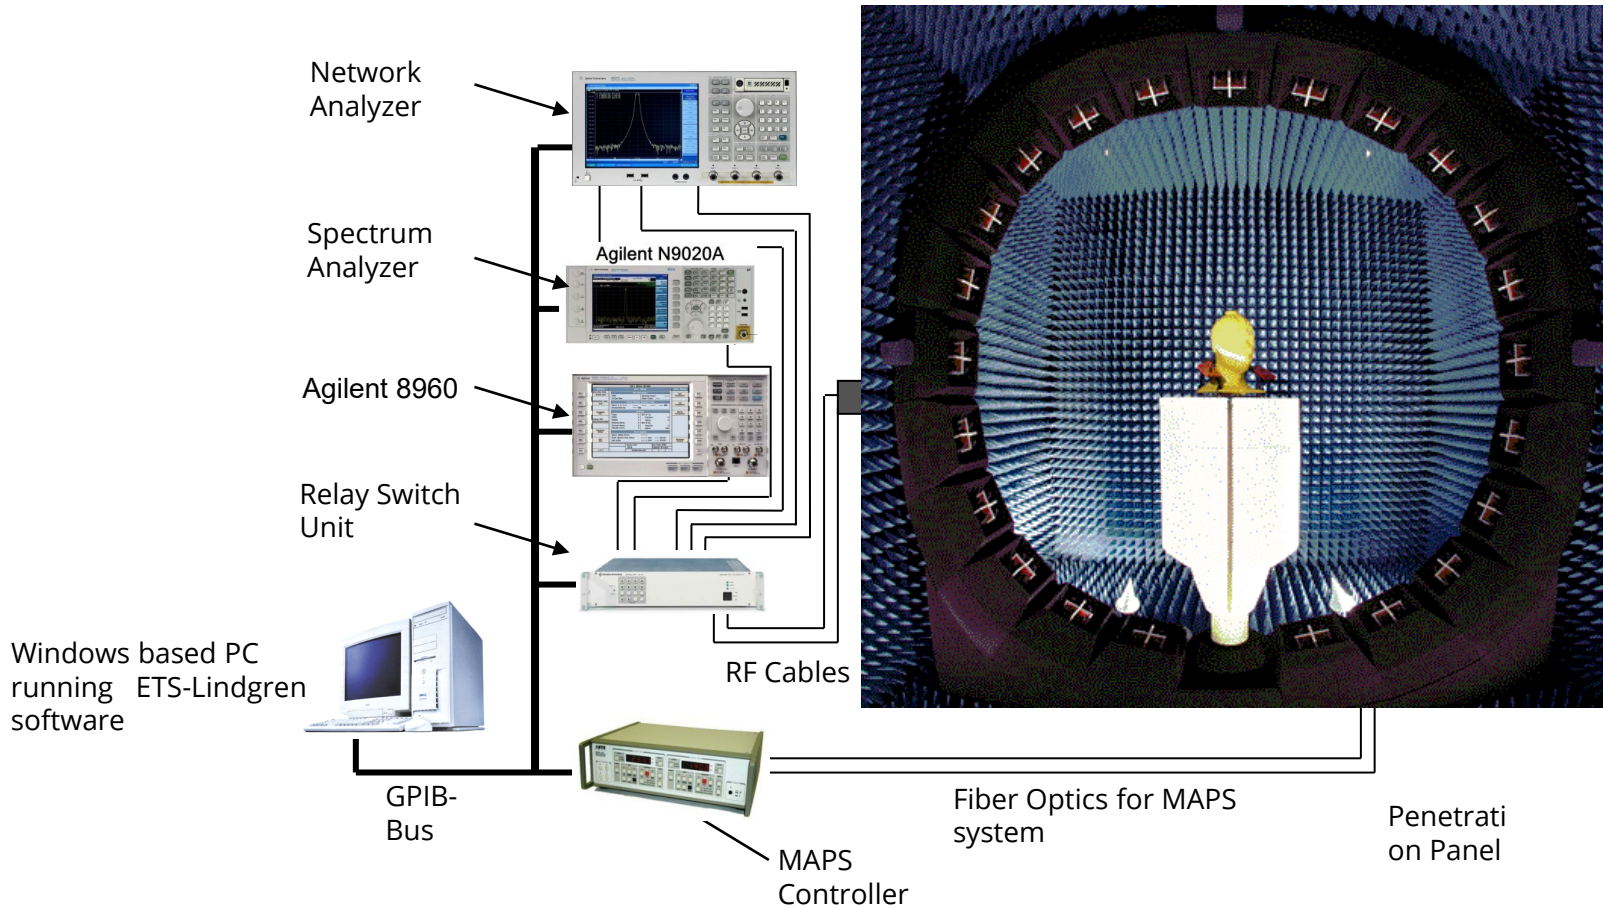 Network
Analyzer
Spectrum
Analyzer
Agilent N9020A
Agilent 8960
Relay Switch
Unit
Windows based PC
running ETS-Lindgren
software
RF Cables
GPIB-
Bus
Fiber Optics for MAPS
system
Penetrati
on Panel
MAPS
Controller